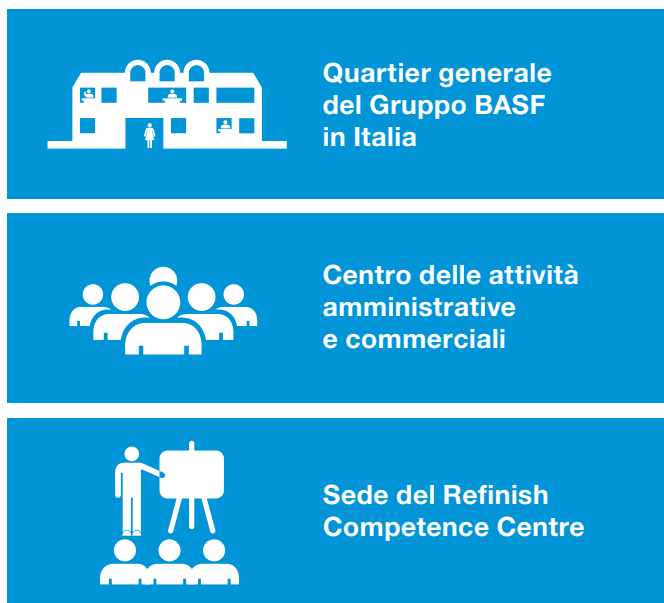 Quartier generale
del Gruppo BASF
in Italia
Centro delle attività
amministrative
e commerciali
Sede del Refinish
Competence Centre